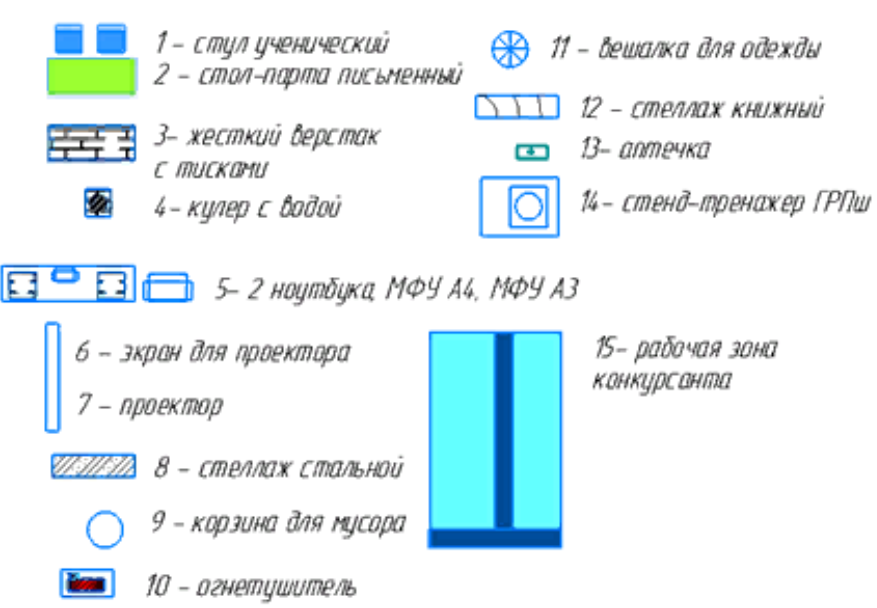 1 – стул ученический
2 – стол-парта письменный
3– жесткий верстак
с тисками
4 – кулер с водой
5– 2 ноутбука, МФУ А4, МФУ А3
6 – экран для проектора
7 – проектор
8 – стеллаж стальной
9 – корзина для мусора
10 – огнетушитель
11 – вешалка для одежды
12 – стеллаж книжный
13– аптечка
14– стенд-тренажер ГРПш
15– рабочая зона
конкурсанта